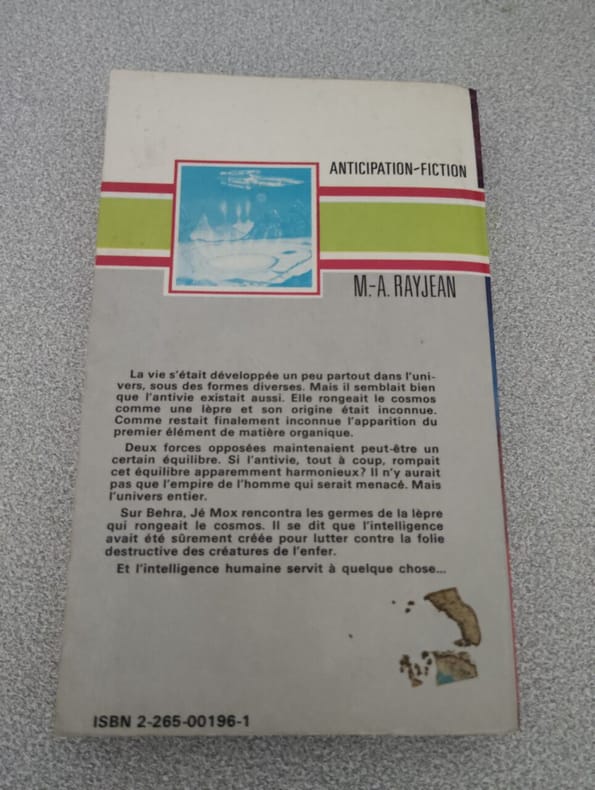 ANTICIPATION-FICTION
M.-A. RAYJEAN
La vie s'était développée un peu partout dans l'uni-
vers, sous des formes diverses. Mais il semblait bien
que l'antivie existait aussi. Elle rongeait le cosmos
comme une lèpre et son origine était inconnue.
Comme restait finalement inconnue l'apparition du
premier élément de matière organique.
Deux forces opposées maintenaient peut-être un
certain équilibre. Si l'antivie, tout à coup, rompait
cet équilibre apparemment harmonieux? Il n'y aurait
pas que l'empire de l'homme qui serait menacé. Mais
l'univers entier.
Sur Behra, Jé Mox rencontra les germes de la lèpre
qui rongeait le cosmos. Il se dit que l'intelligence
avait été sûrement créée pour lutter contre la folie
destructive des créatures de l'enfer.
Et l'intelligence humaine servit à quelque chose...
ISBN 2-265-00196-1